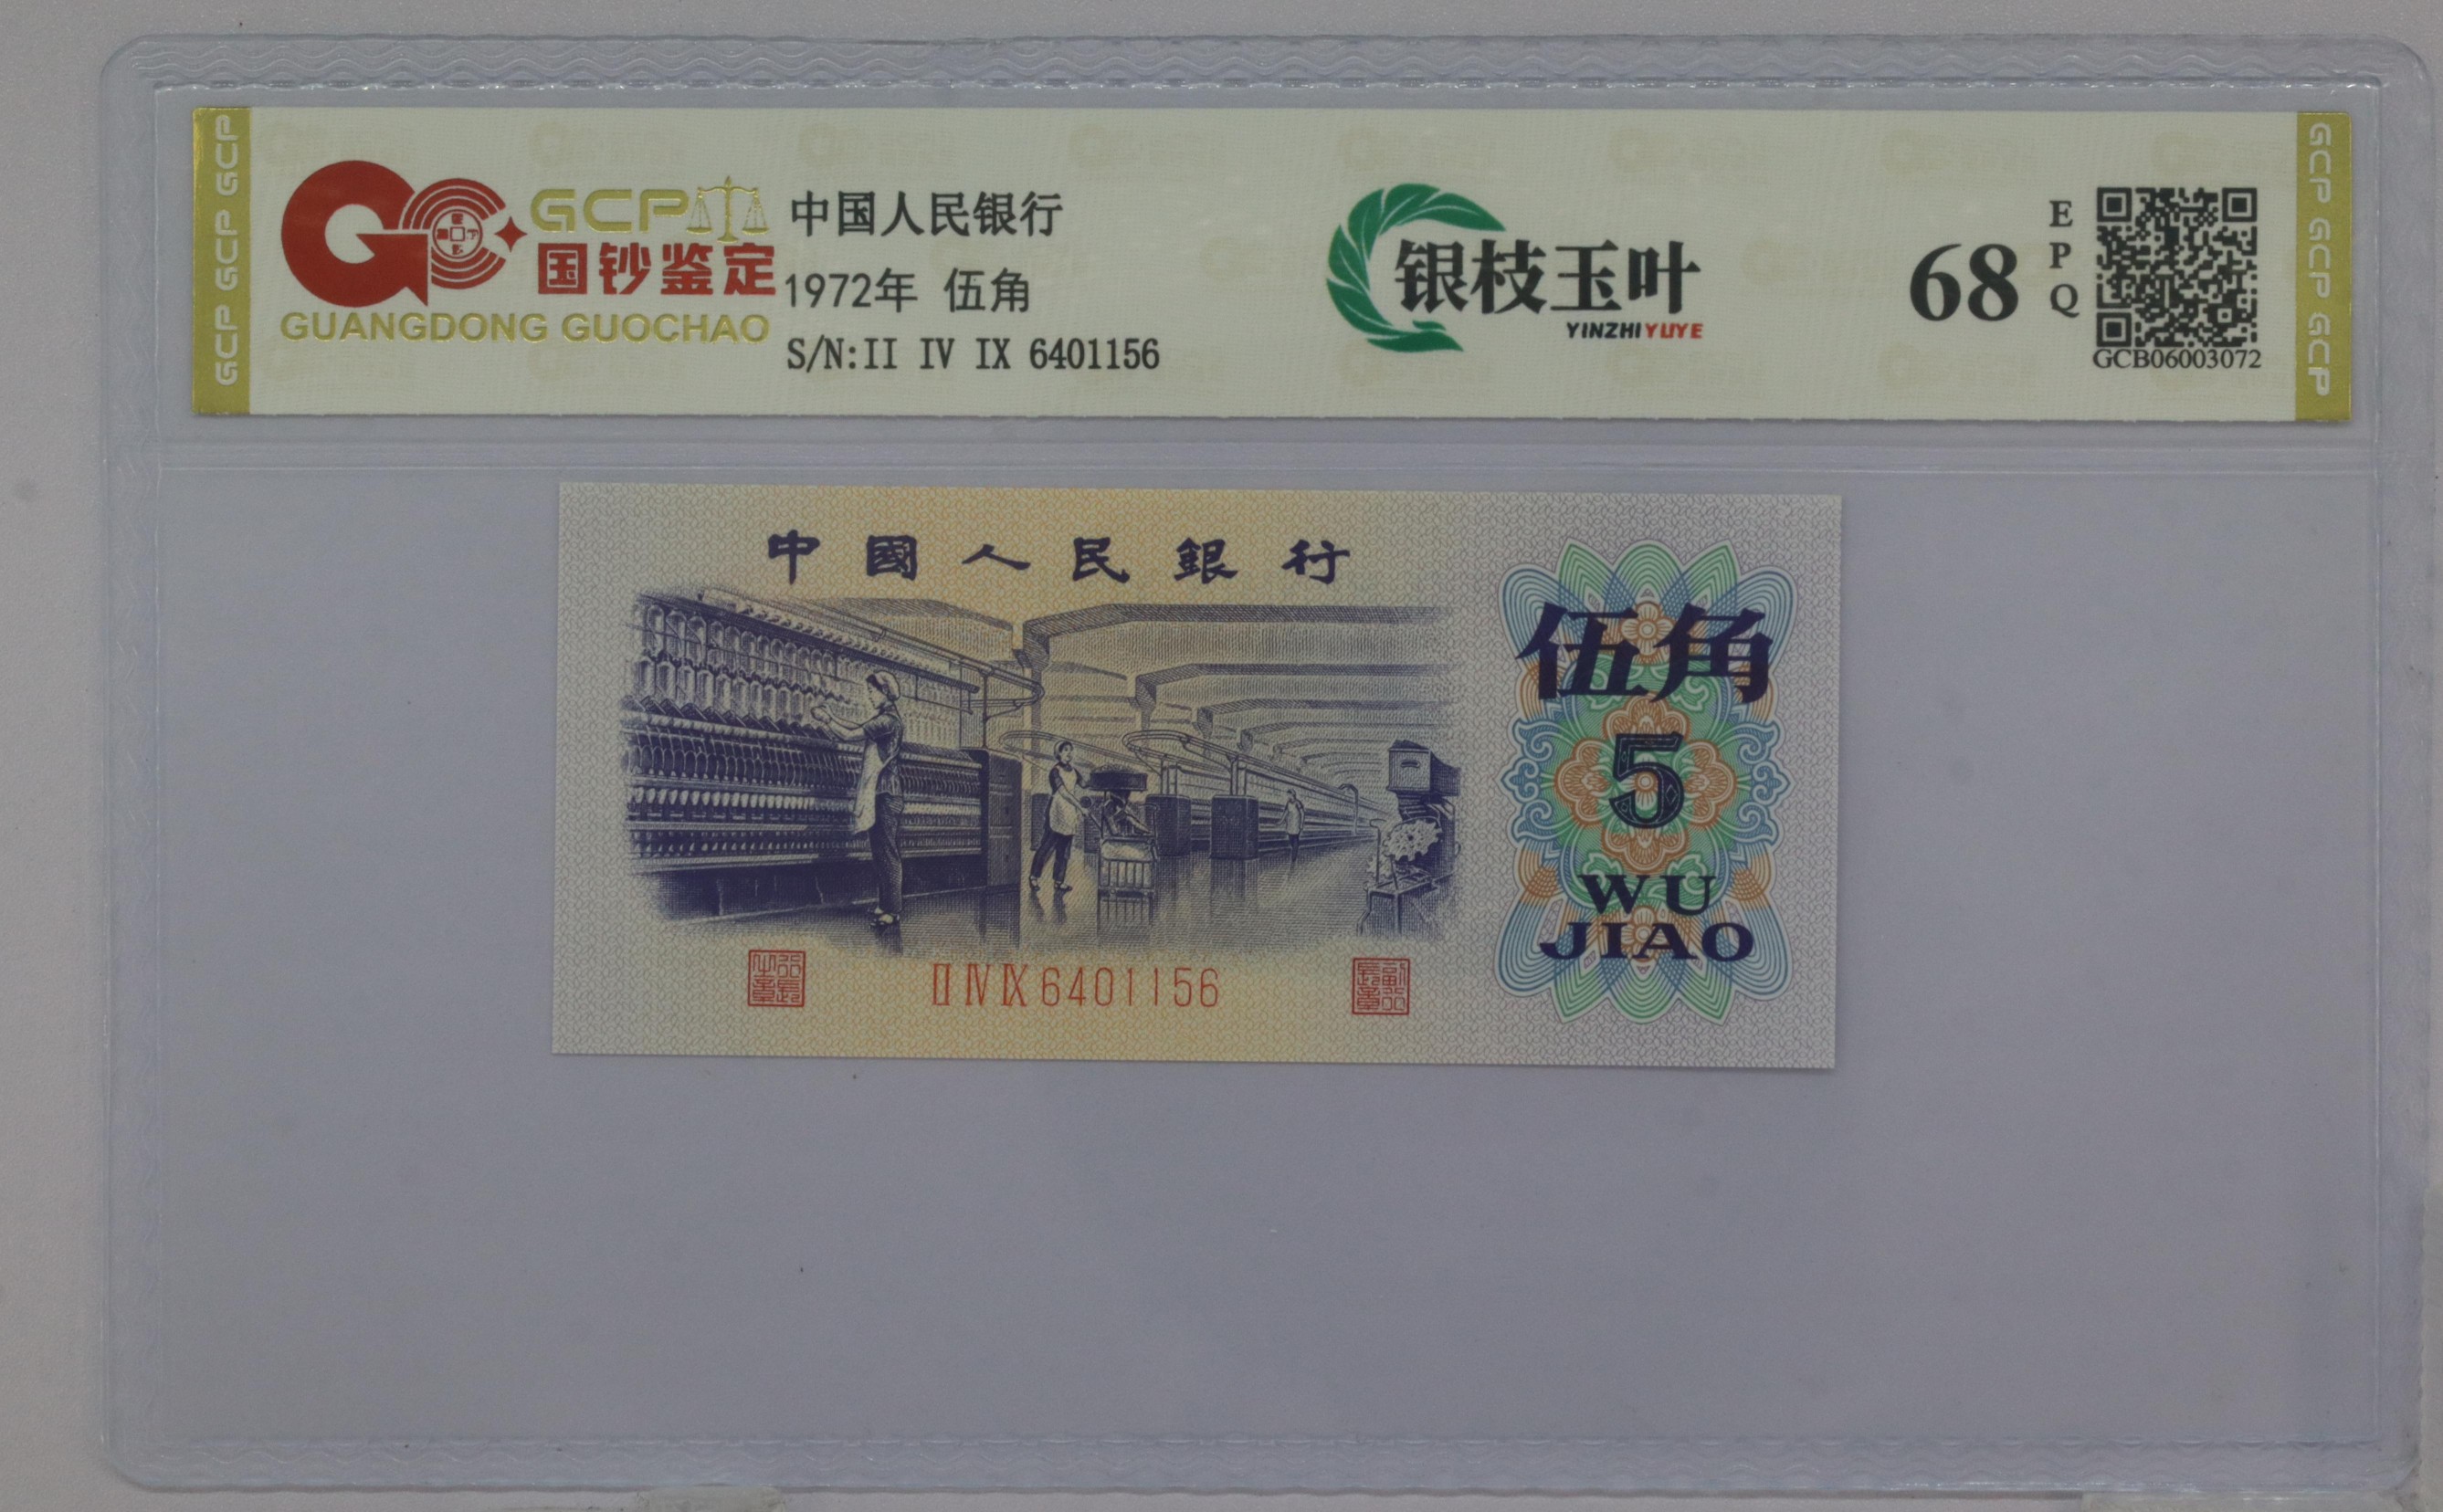 GCP GCP GCP
GCP
国钞鉴定
GUANGDONG GUOCHAO
中国人民银行
1972年 伍角
S/N:II IV IX 6401156
银枝玉叶
YINZHIYUYE
68
EPQ
GCB06003072
GCP GCP GCP
中國人民銀行
伍角
5
WU
JIAO
II IV IX 6401156